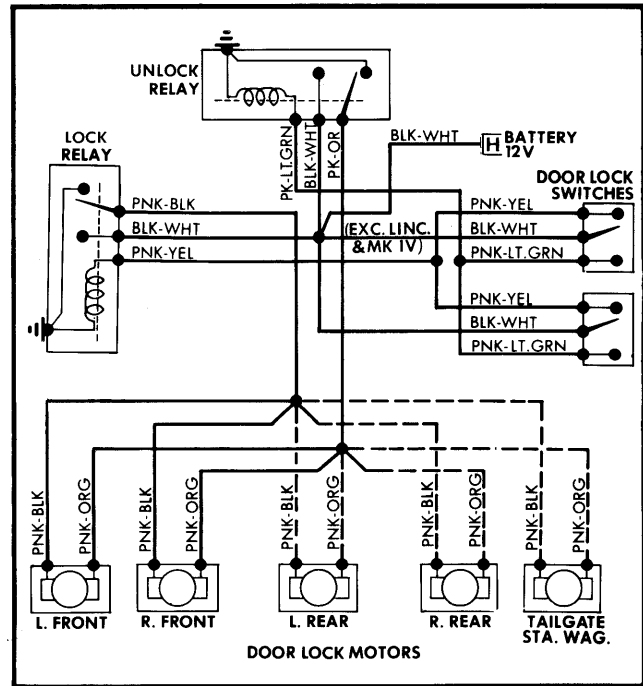 UNLOCK
RELAY
PK-LT.GRN
BLK-WHT
PK-OR
BLK-WHT
H
BATTERY
12V
LOCK
RELAY
DOOR LOCK
SWITCHES
PNK-BLK
BLK-WHT
PNK-YEL
(EXC. LINC.
& MK IV)
PNK-YEL
BLK-WHT
PNK-LT.GRN
PNK-YEL
BLK-WHT
PNK-LT.GRN
PNK-BLK
PNK-ORG
PNK-BLK
PNK-ORG
PNK-BLK
PNK-ORG
PNK-BLK
PNK-ORG
PNK-BLK
PNK-ORG
L. FRONT
R. FRONT
L. REAR
R. REAR
TAILGATE
STA. WAG.
DOOR LOCK MOTORS